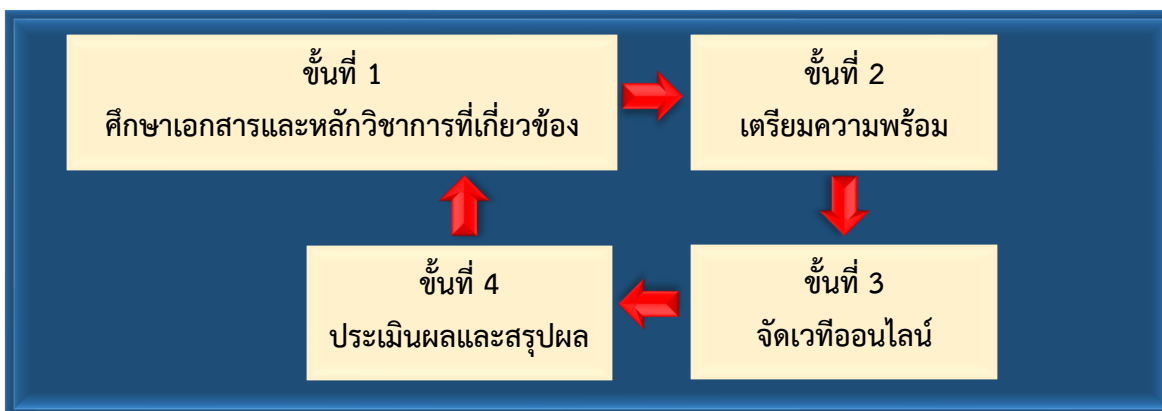 ขั้นที่ 1
ศึกษาเอกสารและหลักวิชาการที่เกี่ยวข้อง
ขั้นที่ 2
เตรียมความพร้อม
ขั้นที่ 3
จัดเวทีออนไลน์
ขั้นที่ 4
ประเมินผลและสรุปผล